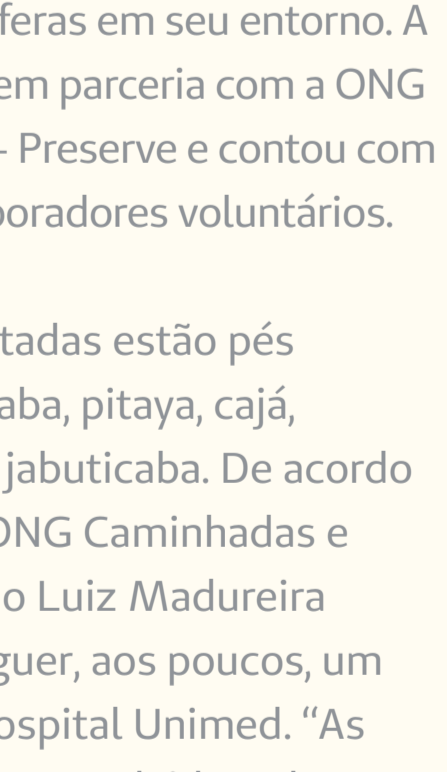 feras em seu entorno. A
em parceria com a ONG
- Preserve e contou com
boradores voluntários.
tadas estão pés
aba, pitaya, cajá,
jabuticaba. De acordo
ONG Caminhadas e
o Luiz Madureira
guer, aos poucos, um
ospital Unimed. “As